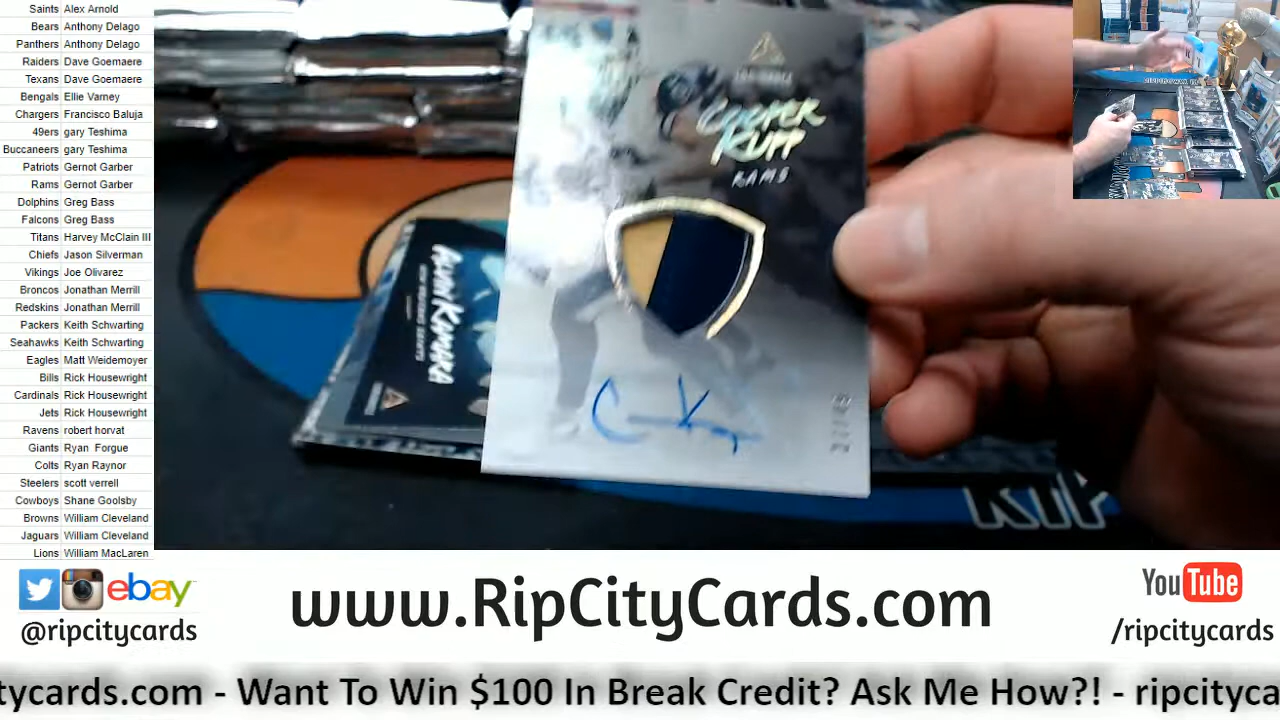 Saints Alex Arnold
Bears Anthony Delago
Panthers Anthony Delago
Raiders Dave Goemaere
Texans Dave Goemaere
Bengals Ellie Varney
Chargers Francisco Baluja
49ers gary Teshima
Buccaneers gary Teshima
Patriots Gernot Garber
Rams Gernot Garber
Dolphins Greg Bass
Falcons Greg Bass
Titans Harvey McClain III
Chiefs Jason Silverman
Vikings Joe Olivarez
Broncos Jonathan Merrill
Redskins Jonathan Merrill
Packers Keith Schwarting
Seahawks Keith Schwarting
Eagles Matt Weidemoyer
Bills Rick Housewright
Cardinals Rick Housewright
Jets Rick Housewright
Ravens robert horvat
Giants Ryan Forgue
Colts Ryan Raynor
Steelers scott verrell
Cowboys Shane Goolsby
Browns William Cleveland
Jaguars William Cleveland
Lions William MacLaren
COOPER
KUPP
RAMS
ALVIN KAMARA
NEW ORLEANS SAINTS
RIP
ebay
@ripcitycards
www.RipCityCards.com
YouTube
/ripcitycards
tycards.com - Want To Win $100 In Break Credit? Ask Me How?! - ripcityca